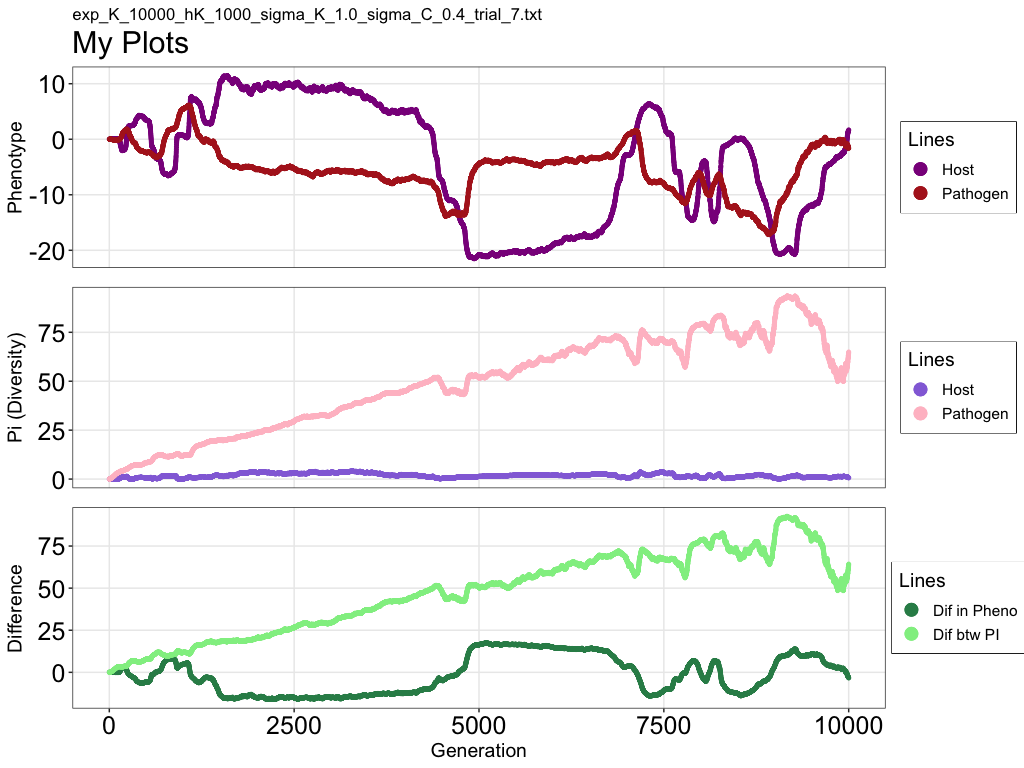 exp_K_10000_hK_1000_sigma_K_1.0_sigma_C_0.4_trial_7.txt
My Plots
Phenotype
10
0
-10
-20
Lines
Host
Pathogen
Pi (Diversity)
75
50
25
0
Lines
Host
Pathogen
Difference
75
50
25
0
Lines
Dif in Pheno
Dif btw PI
0 2500 5000 7500 10000
Generation